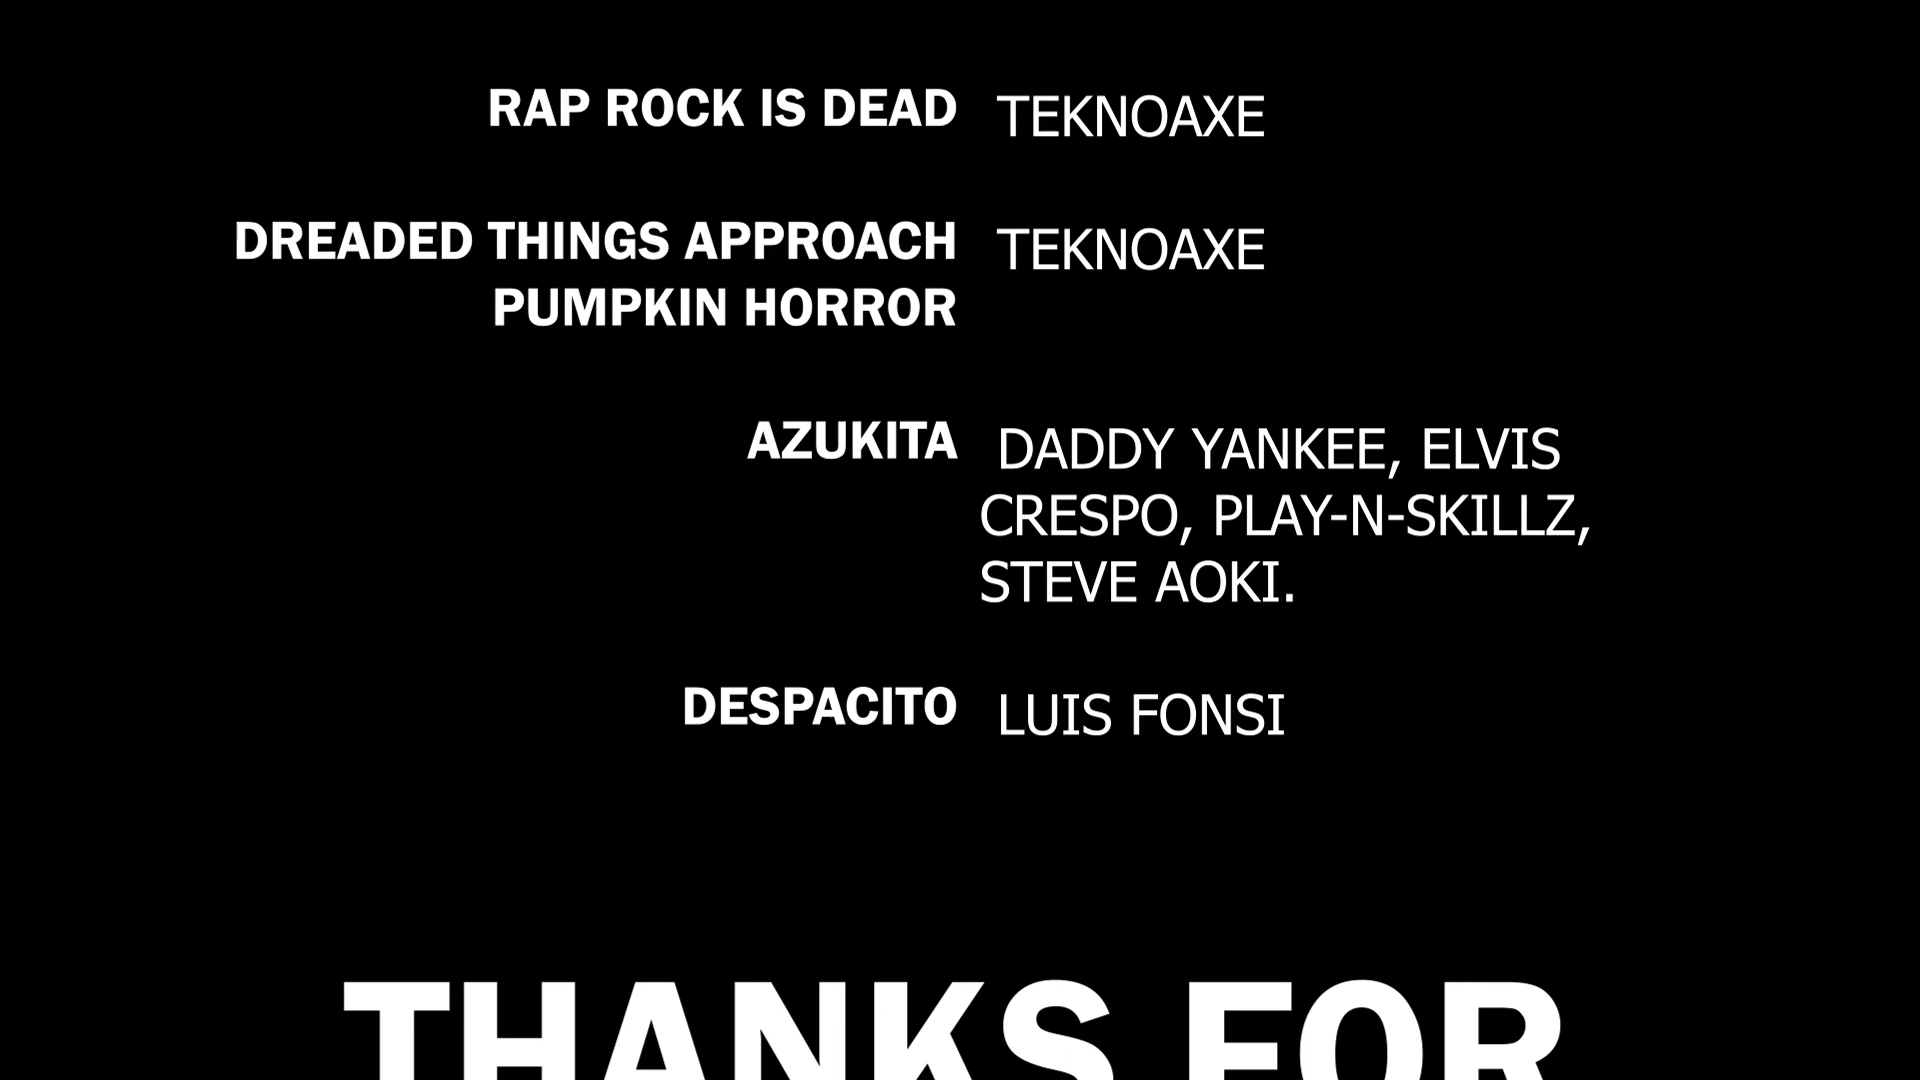 RAP ROCK IS DEAD TEKNOAXE
DREADED THINGS APPROACH TEKNOAXE
PUMPKIN HORROR
AZUKITA DADDY YANKEE, ELVIS
CRESPO, PLAY-N-SKILLZ,
STEVE AOKI.
DESPACITO LUIS FONSI
THANKS FOR